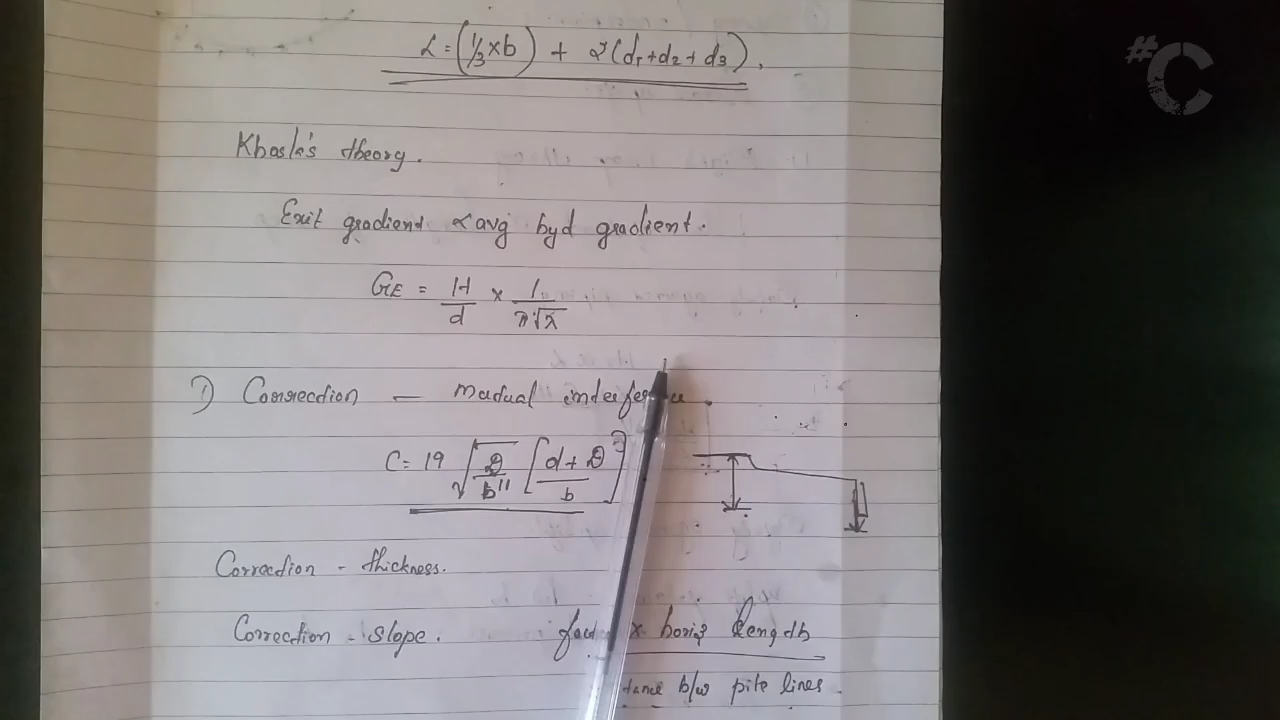 L = (1/3 x b) + 2(d1+d2+d3),
#C
Khosla's theory.
Exit gradient ∝ avg hyd gradient.
GE = H/d x 1/π√λ
1) Correction — mutual
C = 19 √D/b" [d+D/b]
Correction - thickness.
Correction - slope.
x horiz length
b/w pile lines.